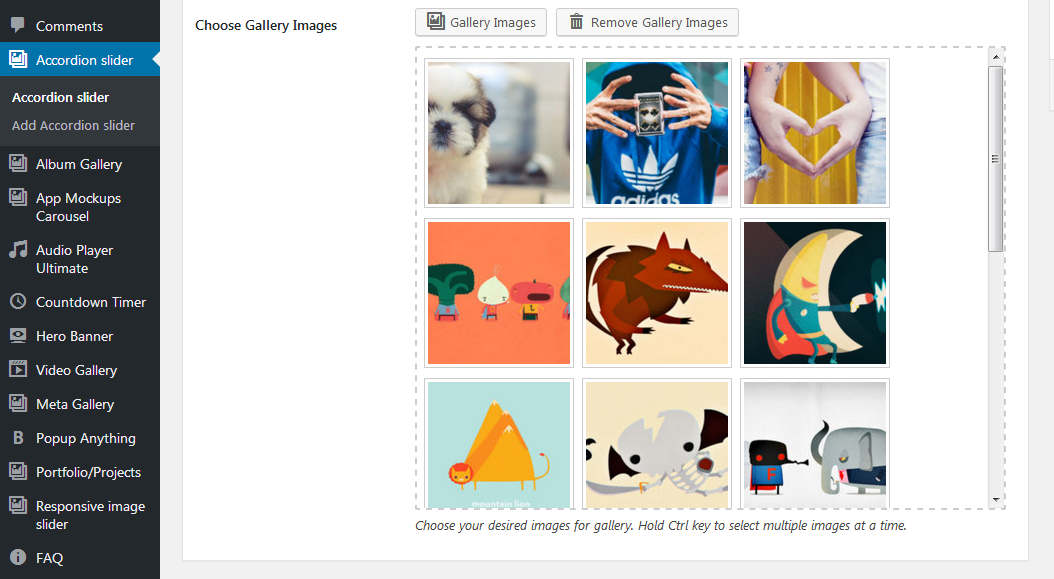 Comments
Accordion slider
Accordion slider
Add Accordion slider
Album Gallery
App Mockups
Carousel
Audio Player
Ultimate
Countdown Timer
Hero Banner
Video Gallery
Meta Gallery
Popup Anything
Portfolio/Projects
Responsive image
slider
FAQ
Choose Gallery Images
Gallery Images
Remove Gallery Images
adidas
mountain lion
Choose your desired images for gallery. Hold Ctrl key to select multiple images at a time.